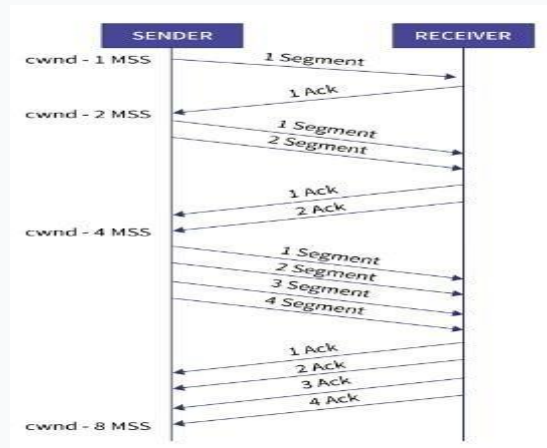 SENDER
RECEIVER
cwnd - 1 MSS
1 Segment
1 Ack
cwnd - 2 MSS
1 Segment
2 Segment
1 Ack
2 Ack
cwnd - 4 MSS
1 Segment
2 Segment
3 Segment
4 Segment
1 Ack
2 Ack
3 Ack
4 Ack
cwnd - 8 MSS